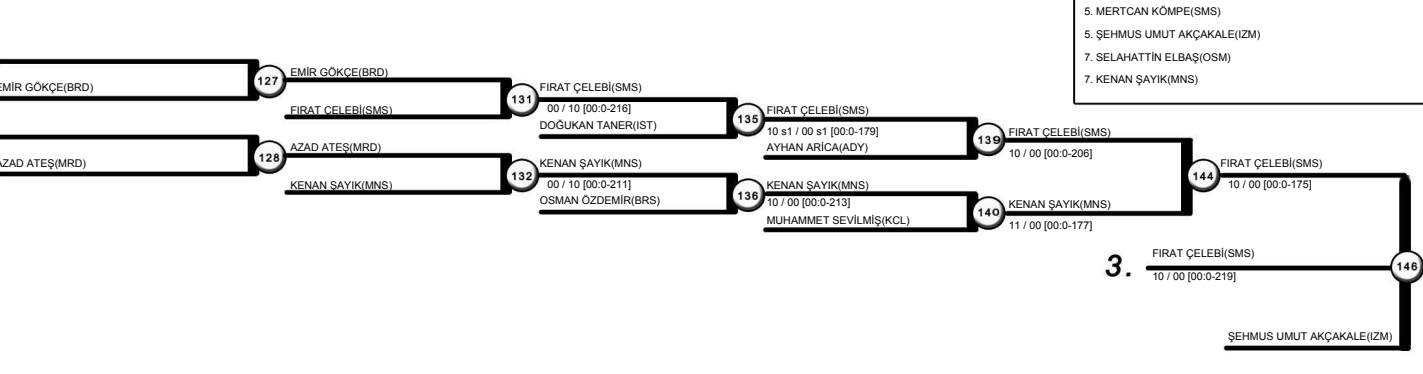 5. MERTCAN KÖMPE(SMS)
5. ŞEHMUS UMUT AKÇAKALE(IZM)
7. SELAHATTİN ELBAŞ(OSM)
7. KENAN ŞAYIK(MNS)
EMİR GÖKÇE(BRD)
127
EMİR GÖKÇE(BRD)
FIRAT ÇELEBİ(SMS)
131
FIRAT ÇELEBİ(SMS)
00 / 10 [00:0-216]
DOĞUKAN TANER(IST)
135
FIRAT ÇELEBİ(SMS)
10 s1 / 00 s1 [00:0-179]
AYHAN ARİCA(ADY)
139
FIRAT ÇELEBİ(SMS)
10 / 00 [00:0-206]
AZAD ATEŞ(MRD)
128
AZAD ATEŞ(MRD)
KENAN ŞAYIK(MNS)
132
KENAN ŞAYIK(MNS)
00 / 10 [00:0-211]
OSMAN ÖZDEMİR(BRS)
136
KENAN ŞAYIK(MNS)
10 / 00 [00:0-213]
MUHAMMET SEVİLMİŞ(KCL)
140
KENAN ŞAYIK(MNS)
11 / 00 [00:0-177]
144
FIRAT ÇELEBİ(SMS)
10 / 00 [00:0-175]
3.
FIRAT ÇELEBİ(SMS)
10 / 00 [00:0-219]
146
ŞEHMUS UMUT AKÇAKALE(IZM)